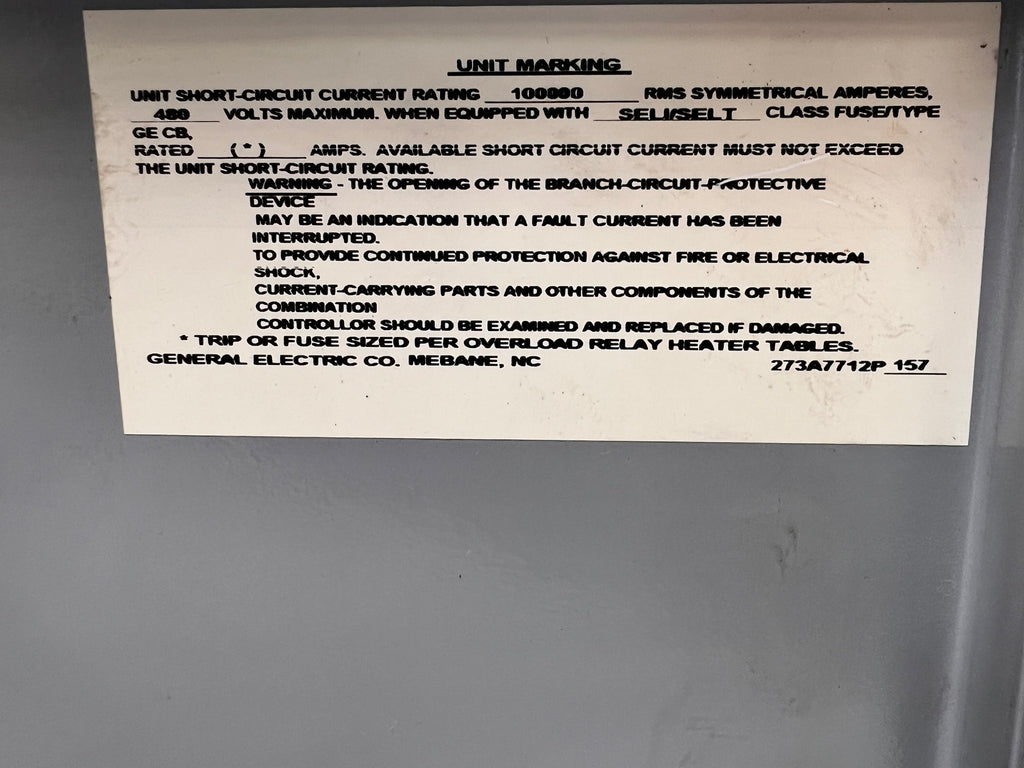 UNIT MARKING
UNIT SHORT-CIRCUIT CURRENT RATING 100000 RMS SYMMETRICAL AMPERES,
480 VOLTS MAXIMUM. WHEN EQUIPPED WITH SELI/SELT CLASS FUSE/TYPE
GE CB,
RATED (*) AMPS. AVAILABLE SHORT CIRCUIT CURRENT MUST NOT EXCEED
THE UNIT SHORT-CIRCUIT RATING.
WARNING - THE OPENING OF THE BRANCH-CIRCUIT-PROTECTIVE
DEVICE
MAY BE AN INDICATION THAT A FAULT CURRENT HAS BEEN
INTERRUPTED.
TO PROVIDE CONTINUED PROTECTION AGAINST FIRE OR ELECTRICAL
SHOCK,
CURRENT-CARRYING PARTS AND OTHER COMPONENTS OF THE
COMBINATION
CONTROLLOR SHOULD BE EXAMINED AND REPLACED IF DAMAGED.
* TRIP OR FUSE SIZED PER OVERLOAD RELAY HEATER TABLES.
GENERAL ELECTRIC CO. MEBANE, NC 273A7712P 157